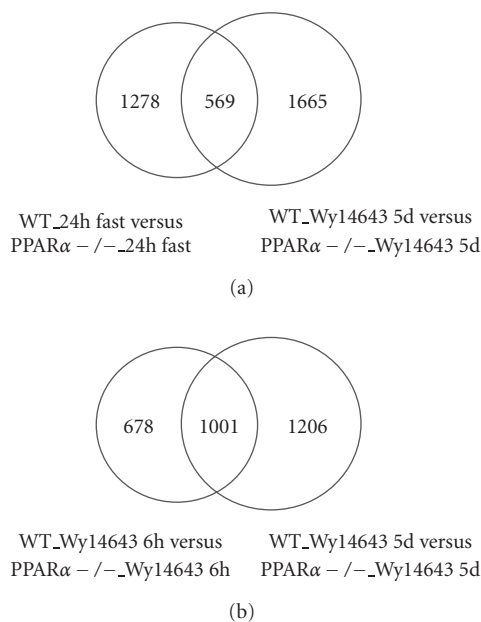 1278 569 1665
WT_24h fast versus WT_Wy14643 5d versus
PPARα − /−_24h fast PPARα − /−_Wy14643 5d
(a)
678 1001 1206
WT_Wy14643 6h versus WT_Wy14643 5d versus
PPARα − /−_Wy14643 6h PPARα − /−_Wy14643 5d
(b)